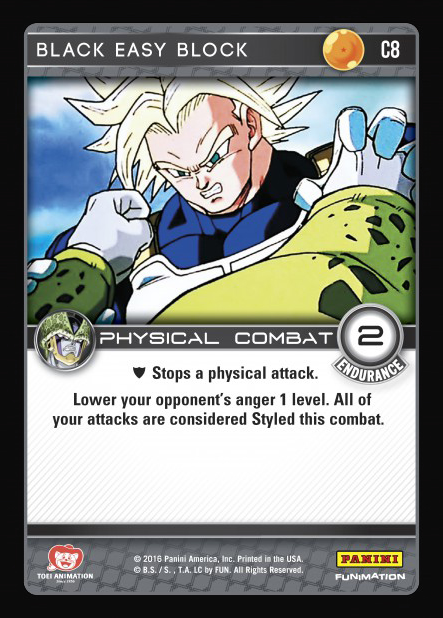 BLACK EASY BLOCK C8
PHYSICAL COMBAT 2
ENDURANCE
Stops a physical attack.
Lower your opponent's anger 1 level. All of
your attacks are considered Styled this combat.
TOEI ANIMATION
Since 1956
© 2016 Panini America, Inc. Printed in the USA.
© B.S. / S. , T.A. LC by FUN. All Rights Reserved.
PANINI
FUNIMATION